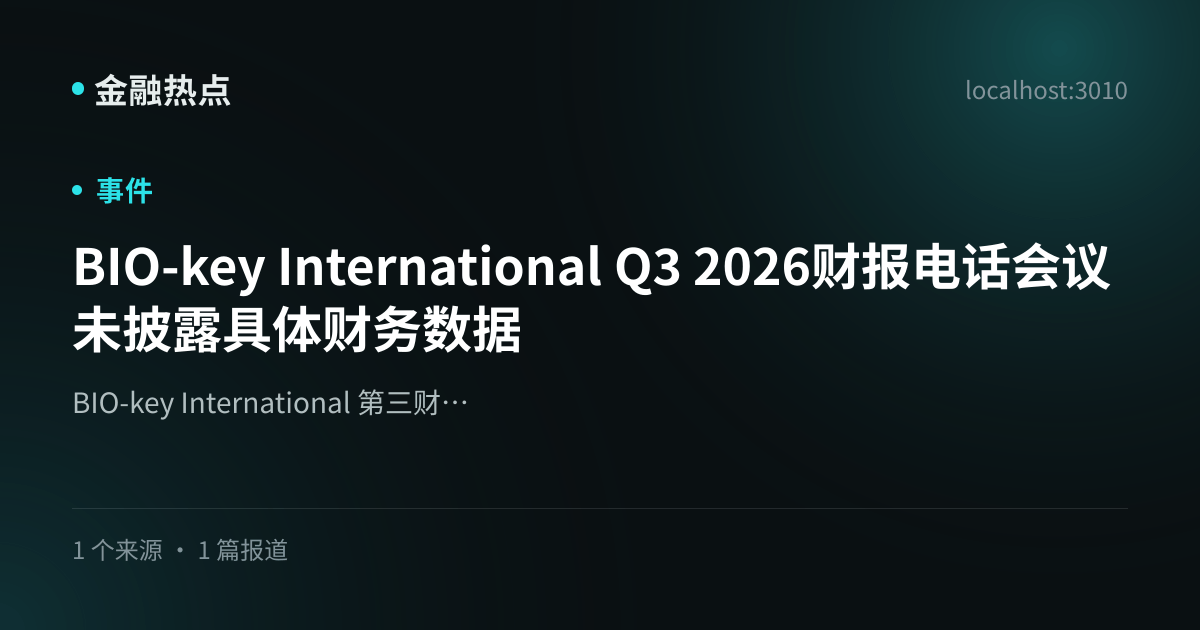 金融热点
localhost:3010
事件
BIO-key International Q3 2026财报电话会议
未披露具体财务数据
BIO-key International 第三财…
1 个来源 · 1 篇报道